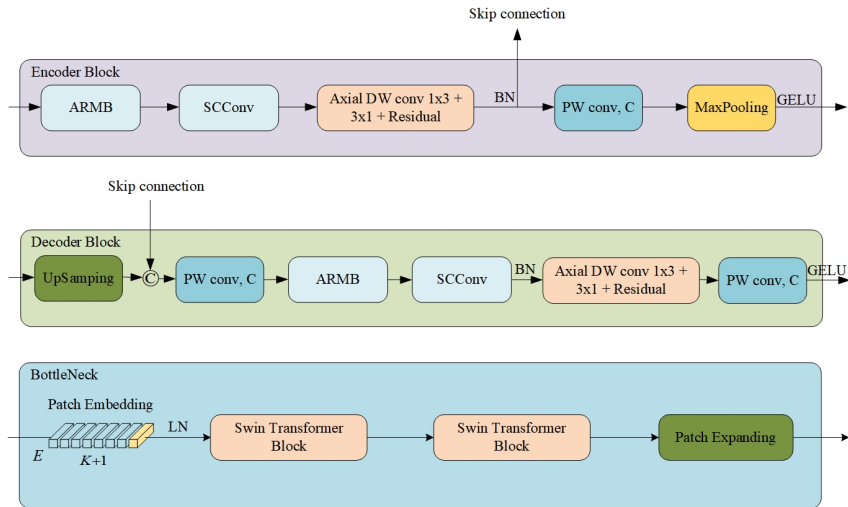 Skip connection
Encoder Block
ARMB
SCConv
Axial DW conv 1x3 +
3x1 + Residual
BN
PW conv, C
MaxPooling
GELU
Skip connection
Decoder Block
UpSamping
C
PW conv, C
ARMB
SCConv
BN
Axial DW conv 1x3 +
3x1 + Residual
PW conv, C
GELU
BottleNeck
Patch Embedding
E
K+1
LN
Swin Transformer
Block
Swin Transformer
Block
Patch Expanding